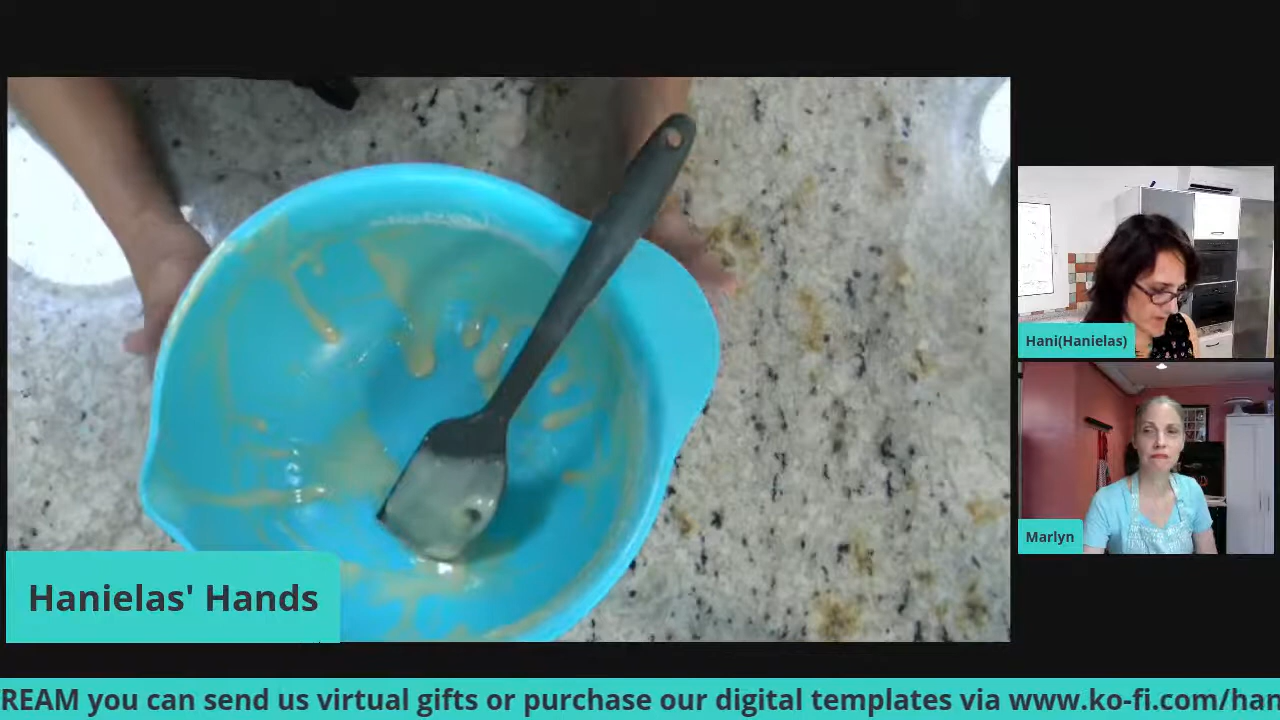 Hani(Hanielas)
Marlyn
Hanielas' Hands
REAM you can send us virtual gifts or purchase our digital templates via www.ko-fi.com/han